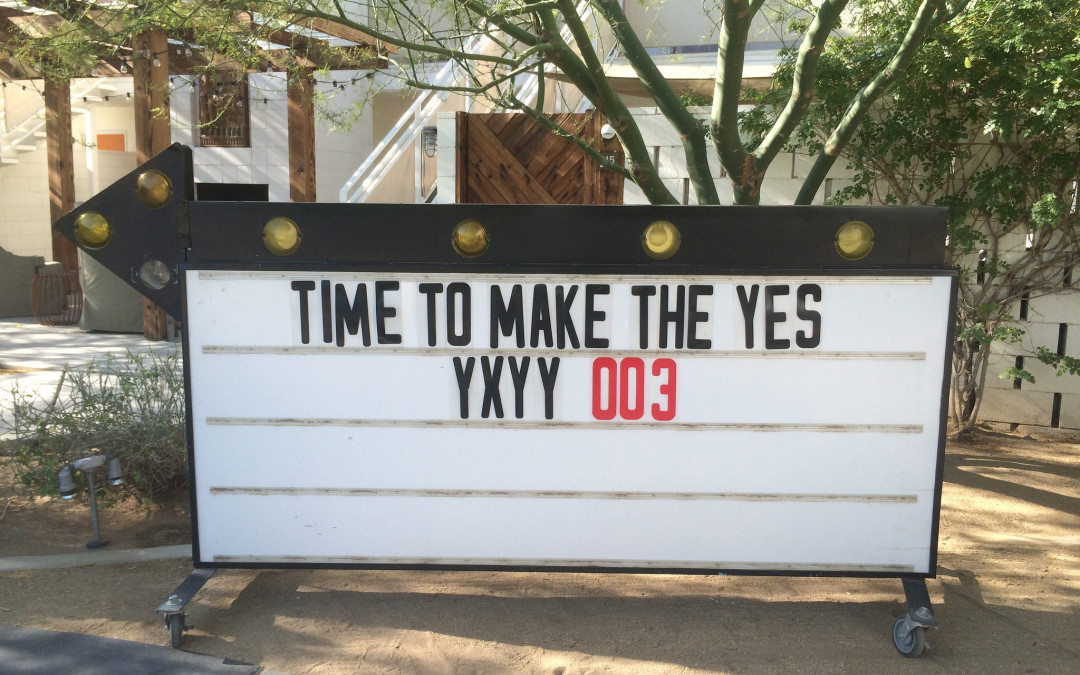 TIME TO MAKE THE YES
YXYY 003